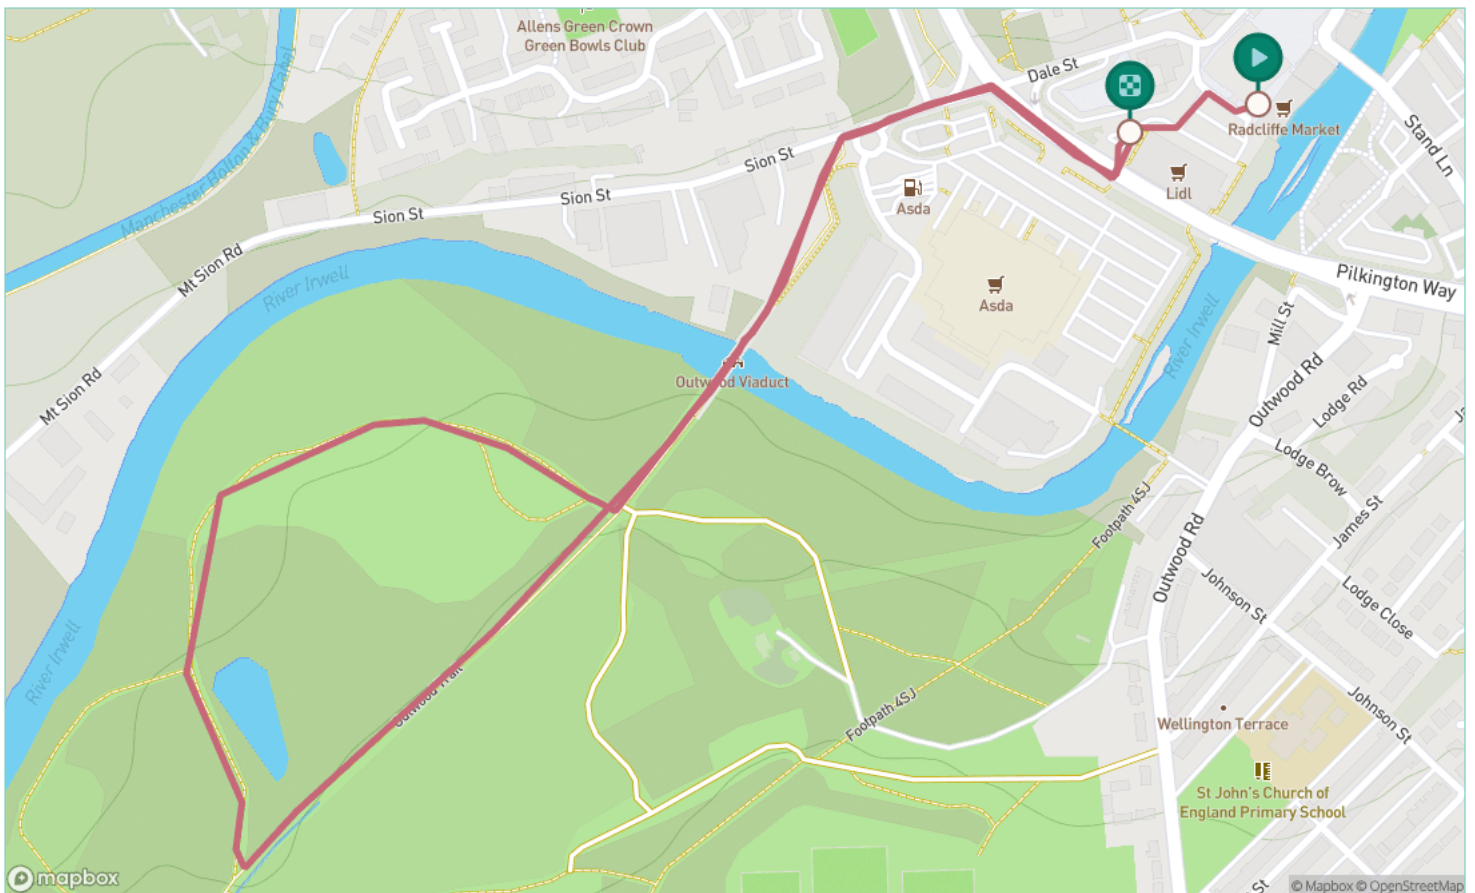 Allens Green Crown
Green Bowls Club
Dale St
Radcliffe Market
Stand Ln
Manchester Bolton & Bury Canal
Sion St
Sion St
Sion St
Asda
Lidl
Mt Sion Rd
River Irwell
Asda
Pilkington Way
Mill St
River Irwell
Outwood Viaduct
Mt Sion Rd
Outwood Rd
Lodge Rd
Lodge Brow
James St
Footpath 4SJ
Outwood Rd
Johnson St
Lodge Close
River Irwell
Outwood Trail
Footpath 4SJ
Wellington Terrace
Johnson St
St John's Church of
England Primary School
mapbox
© Mapbox © OpenStreetMap